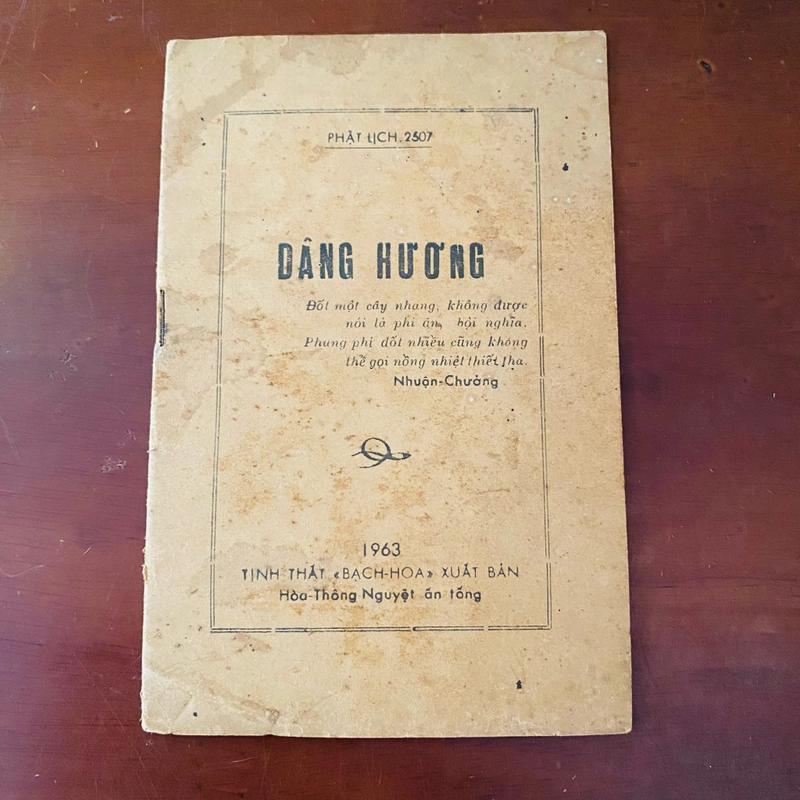 PHẬT LỊCH. 2507
DÂNG HƯƠNG
Đốt một cây nhang, không được
nói là phi ân, bội nghĩa.
Phung phí đốt nhiều cũng không
thể gọi nồng nhiệt thiết tha.
Nhuận-Chưởng
1963
TỊNH THẤT «BẠCH-HOA» XUẤT BẢN
Hòa-Thông Nguyệt ấn tống